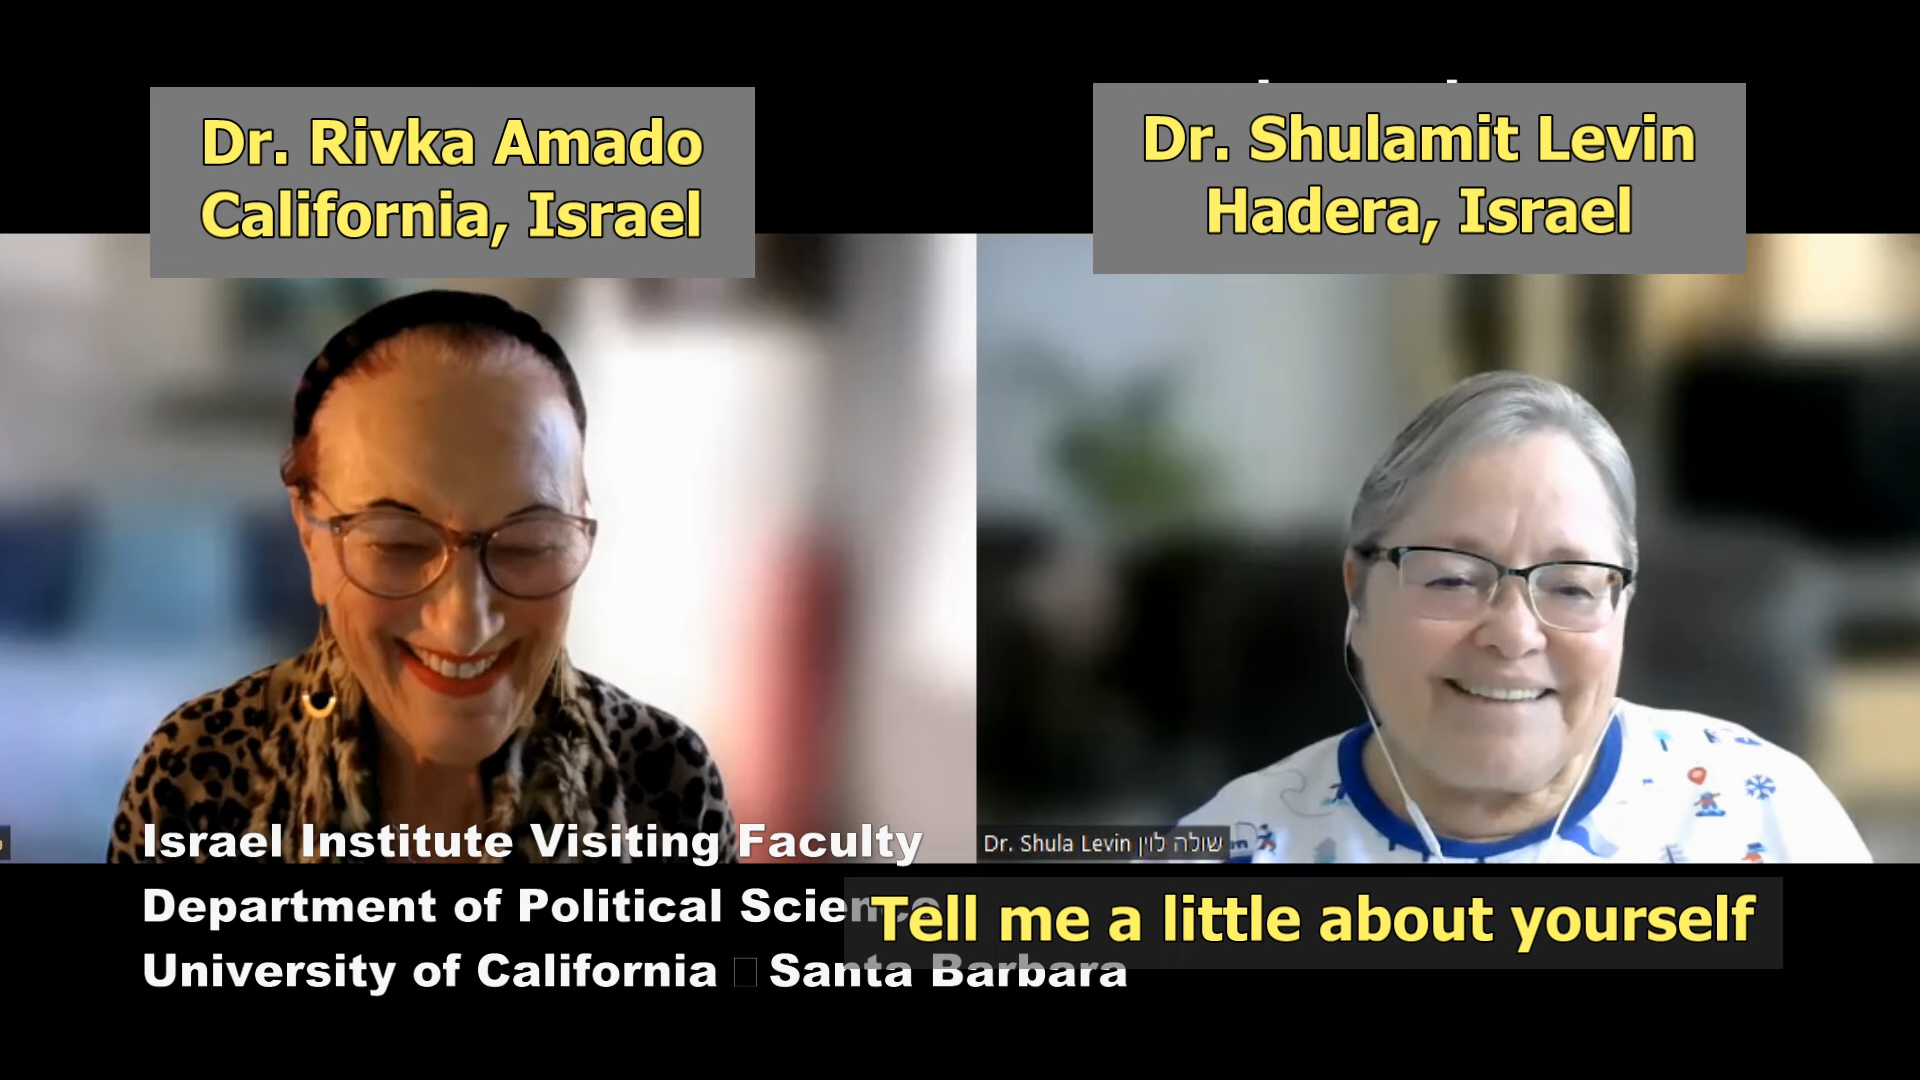 Dr. Rivka Amado
California, Israel
Dr. Shulamit Levin
Hadera, Israel
Dr. Shula Levin שולה לוין
Israel Institute Visiting Faculty
Department of Political Science
University of California Santa Barbara
Tell me a little about yourself